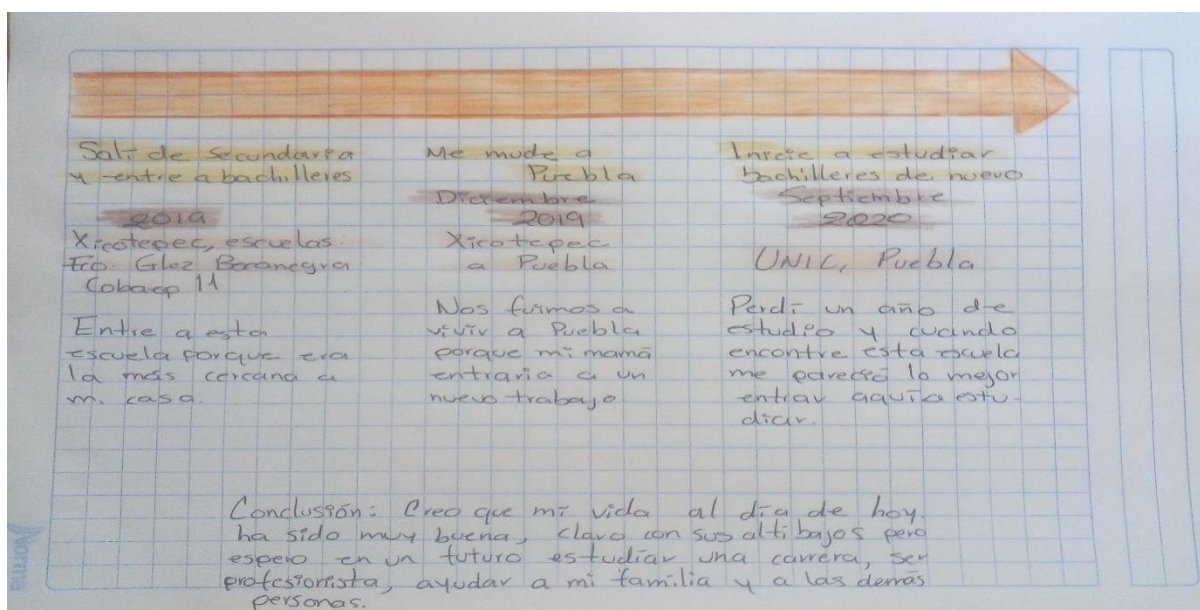 Salí de secundaria
y entre a bachilleres
2019
Xicotepec, escuelas
Fco. Glez Bocanegra
Cobaep 11
Entre a esta
escuela porque era
la más cercana a
mi casa.
Me mude a
Puebla
Diciembre
2019
Xicotepec
a Puebla
Nos fuimos a
vivir a Puebla
porque mi mamá
entraria a un
nuevo trabajo
Inicie a estudiar
bachilleres de nuevo
Septiembre
2020
UNIC, Puebla
Perdí un año de
estudio y cuando
encontre esta escuela
me pareció lo mejor
entrar aquí a estu-
diar.
Conclusión: Creo que mi vida al día de hoy.
ha sido muy buena, claro con sus altibajos pero
espero en un futuro estudiar una carrera, ser
profesionista, ayudar a mi familia y a las demás
personas.
Norma